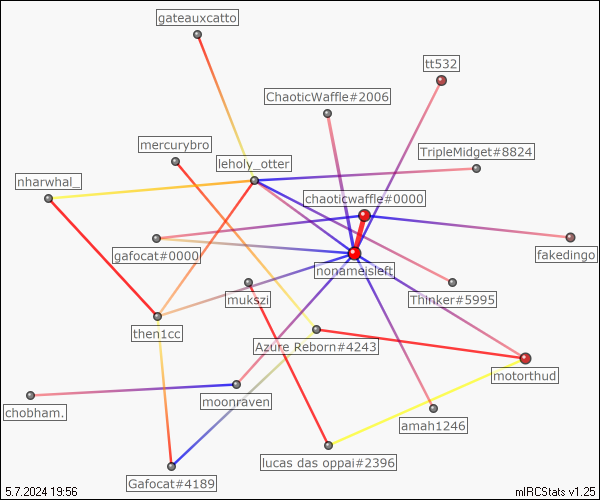 gateauxcatto
tt532
ChaoticWaffle#2006
mercurybro
TripleMidget#8824
leholy_otter
nharwhal_
chaoticwaffle#0000
gafocat#0000
fakedingo
nonameisleft
mukszi
Thinker#5995
then1cc
Azure Reborn#4243
motorthud
moonraven
chobham.
amah1246
lucas das oppai#2396
Gafocat#4189
5.7.2024 19:56
mIRCStats v1.25